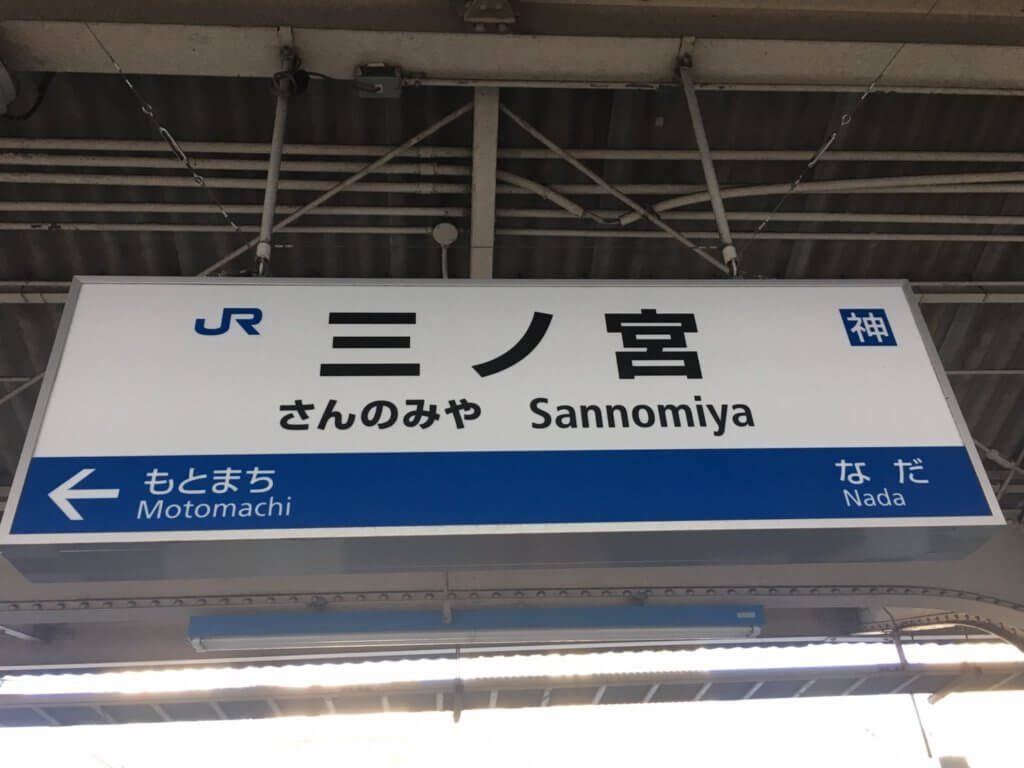 JR 三ノ宮 神
さんのみや Sannomiya
← もとまち なだ
Motomachi Nada